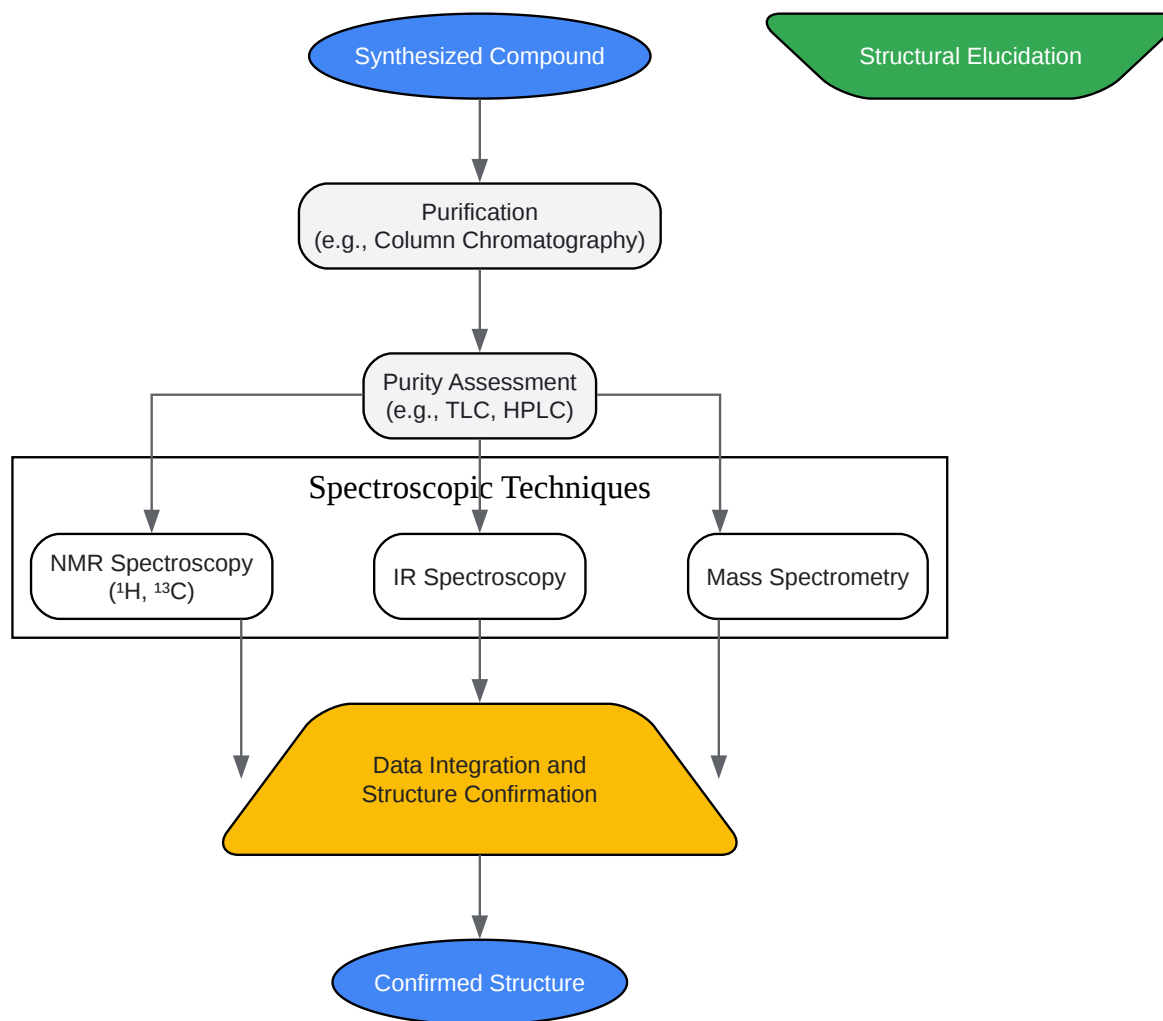 Synthesized Compound
Structural Elucidation
Purification
(e.g., Column Chromatography)
Purity Assessment
(e.g., TLC, HPLC)
Spectroscopic Techniques
NMR Spectroscopy
(¹H, ¹³C)
IR Spectroscopy
Mass Spectrometry
Data Integration and
Structure Confirmation
Confirmed Structure